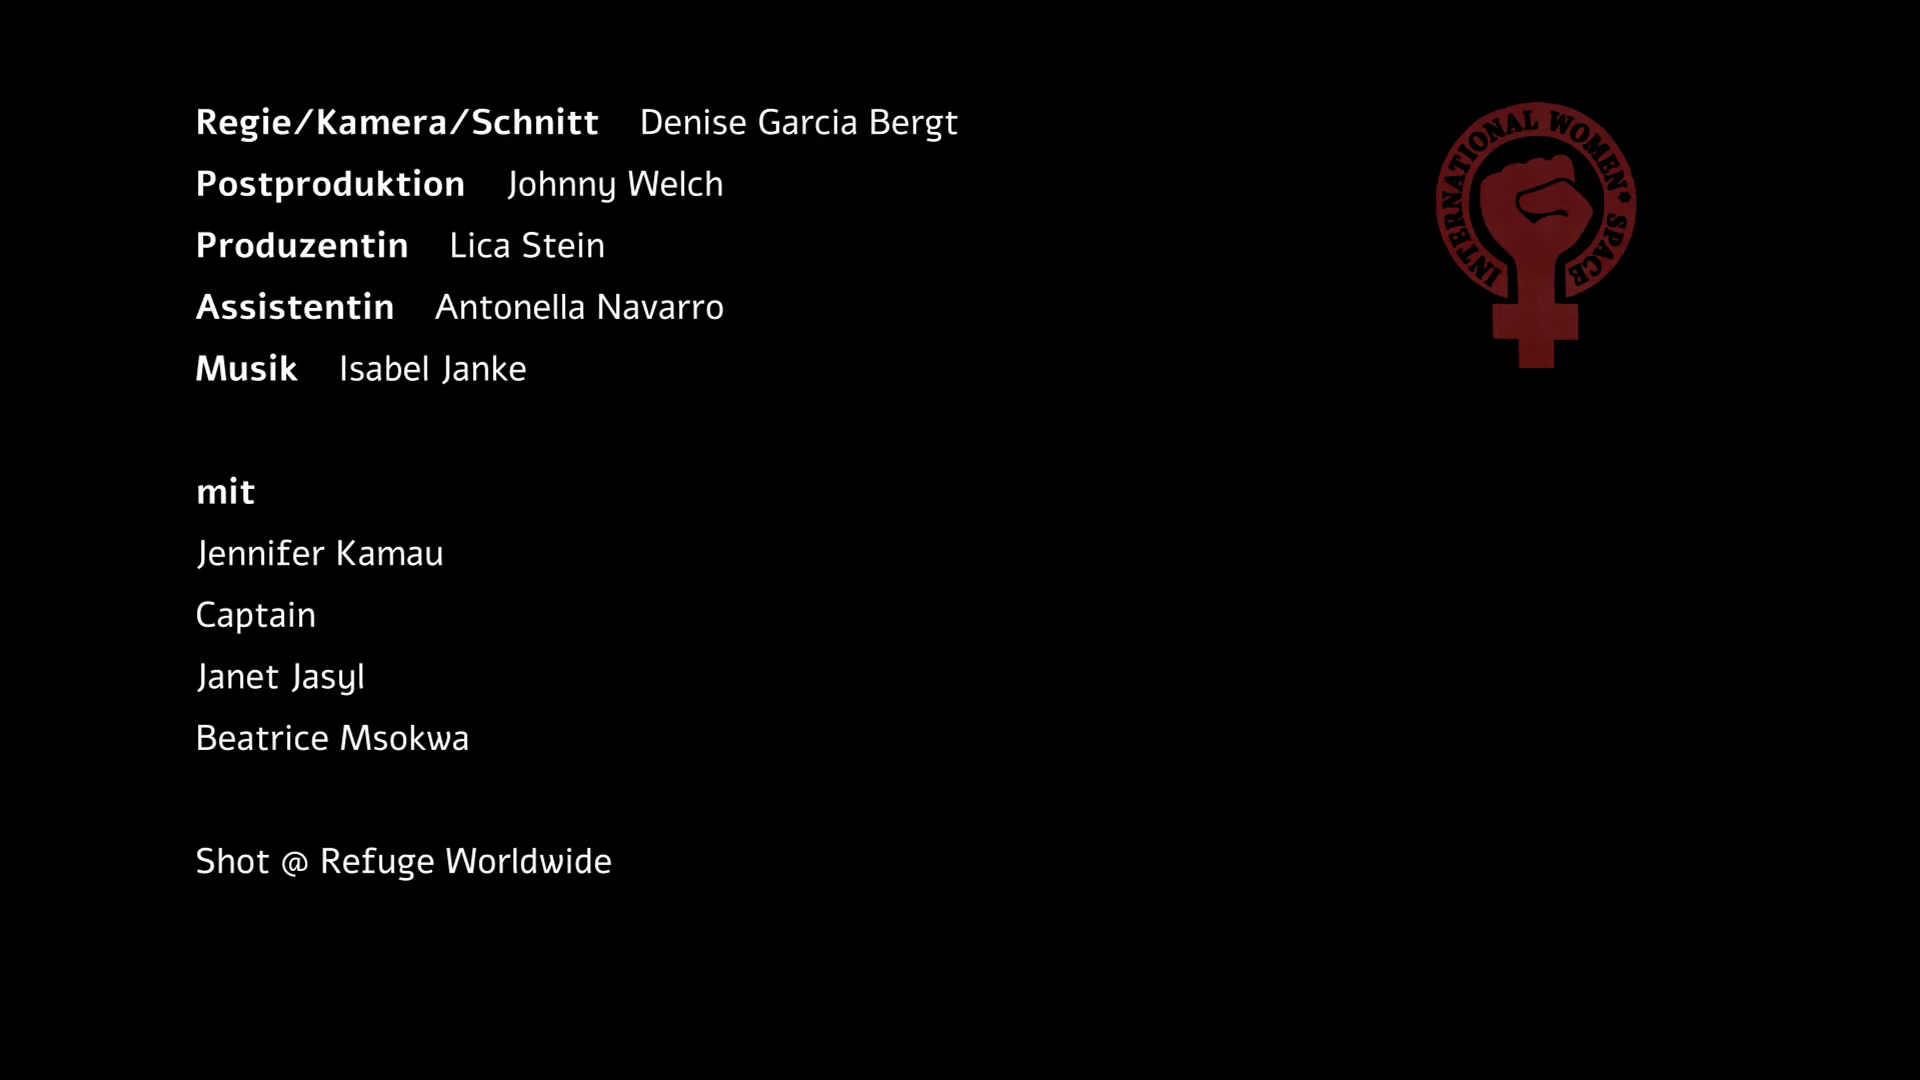 Regie/Kamera/Schnitt Denise Garcia Bergt
Postproduktion Johnny Welch
Produzentin Lica Stein
Assistentin Antonella Navarro
Musik Isabel Janke
mit
Jennifer Kamau
Captain
Janet Jasyl
Beatrice Msokwa
Shot @ Refuge Worldwide
INTERNATIONAL WOMEN* SPACE